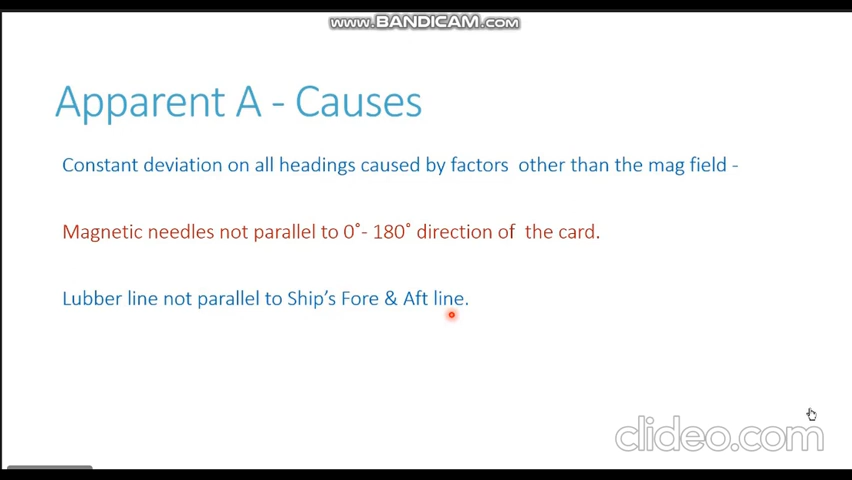 www.BANDICAM.com
Apparent A - Causes
Constant deviation on all headings caused by factors other than the mag field -
Magnetic needles not parallel to 0˚- 180˚ direction of the card.
Lubber line not parallel to Ship’s Fore & Aft line.
clideo.com